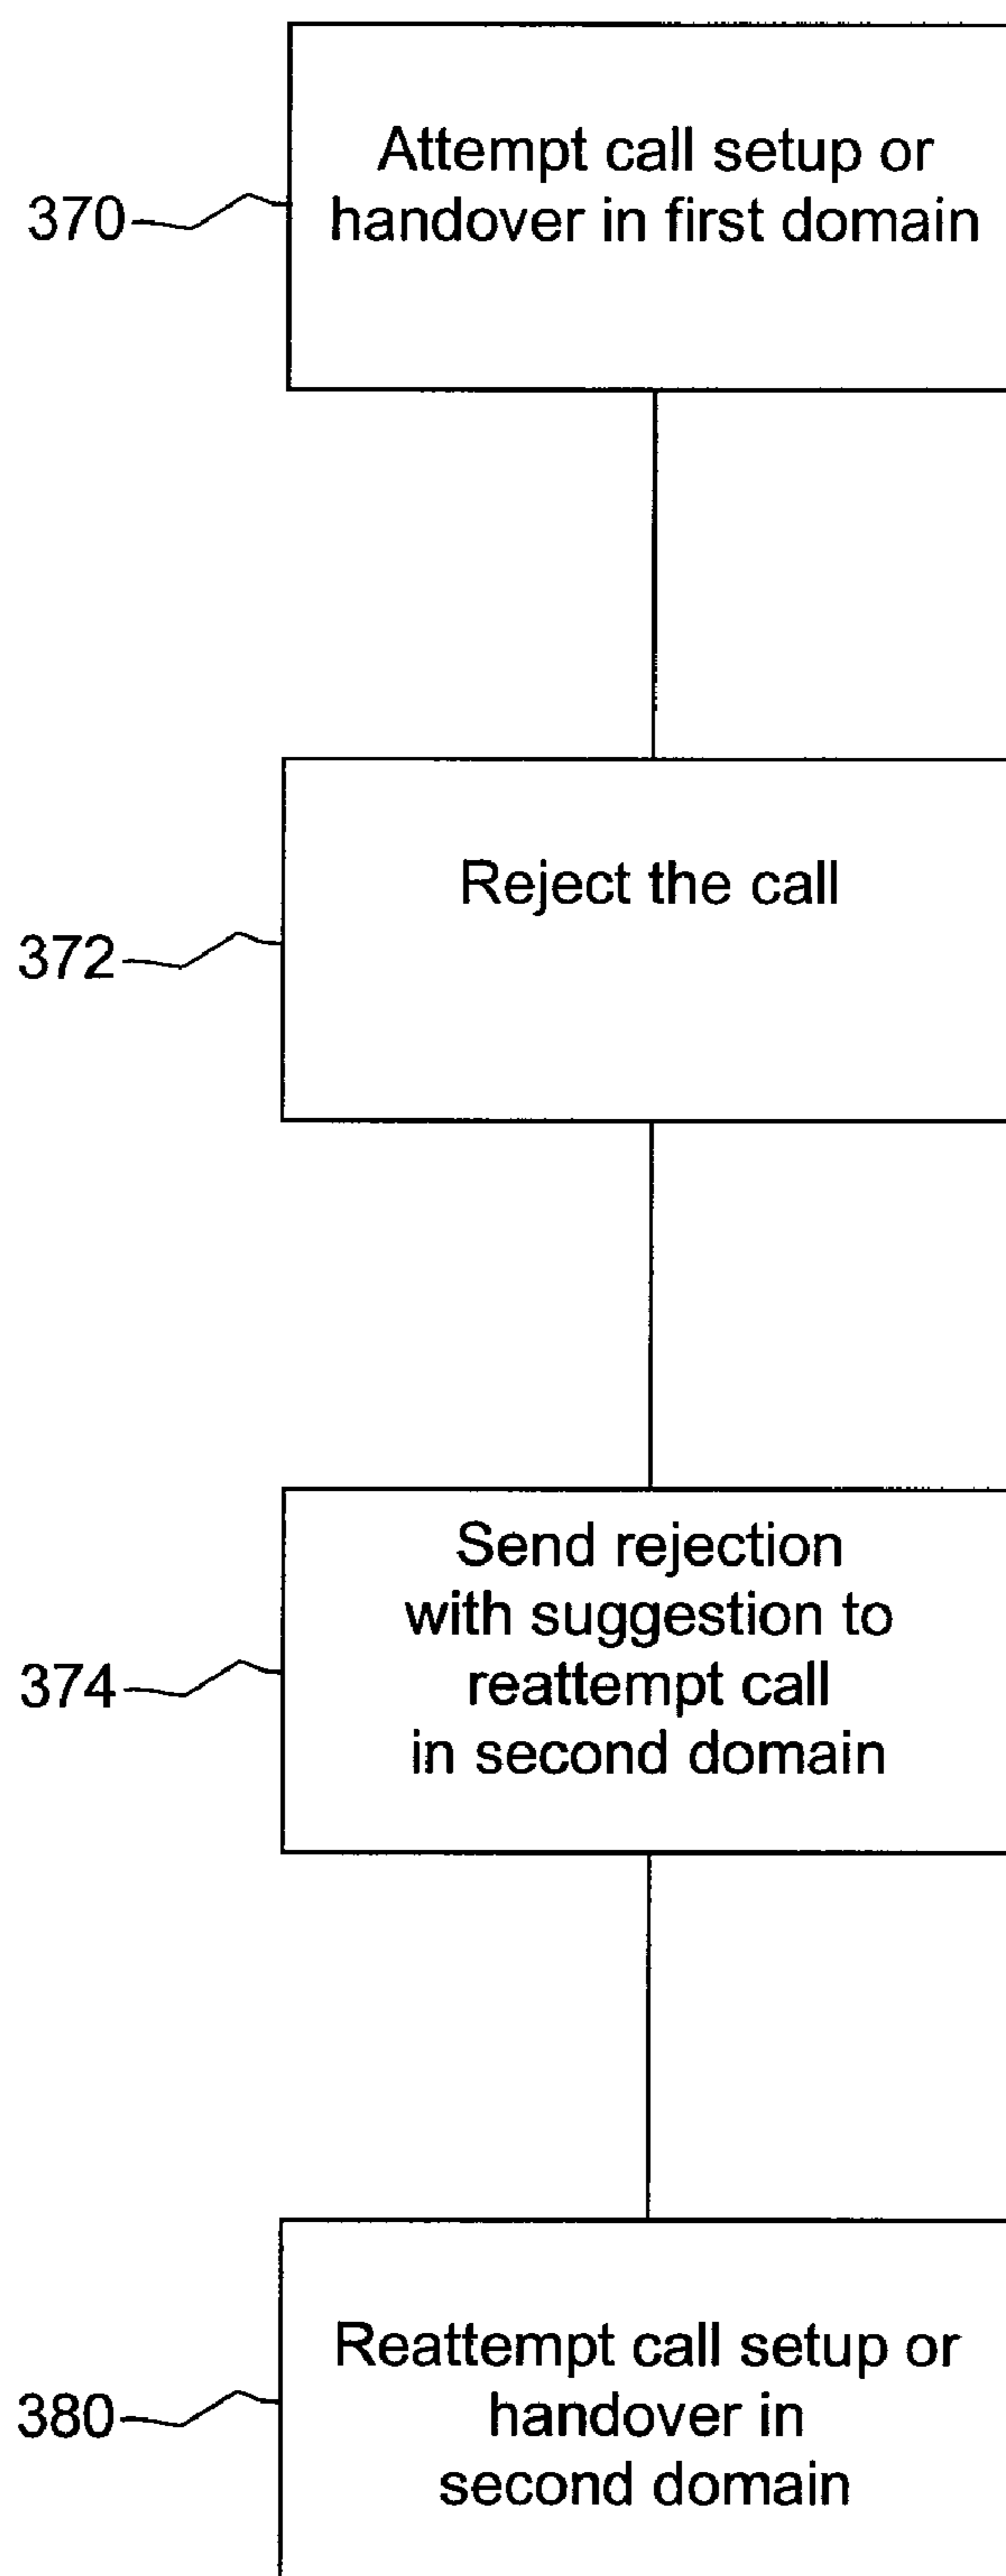 Attempt call setup or
370
handover in first domain
Reject the call
372
Send rejection
with suggestion to
374
reattempt call
in second domain
Reattempt call setup or
380
handover in
second domain